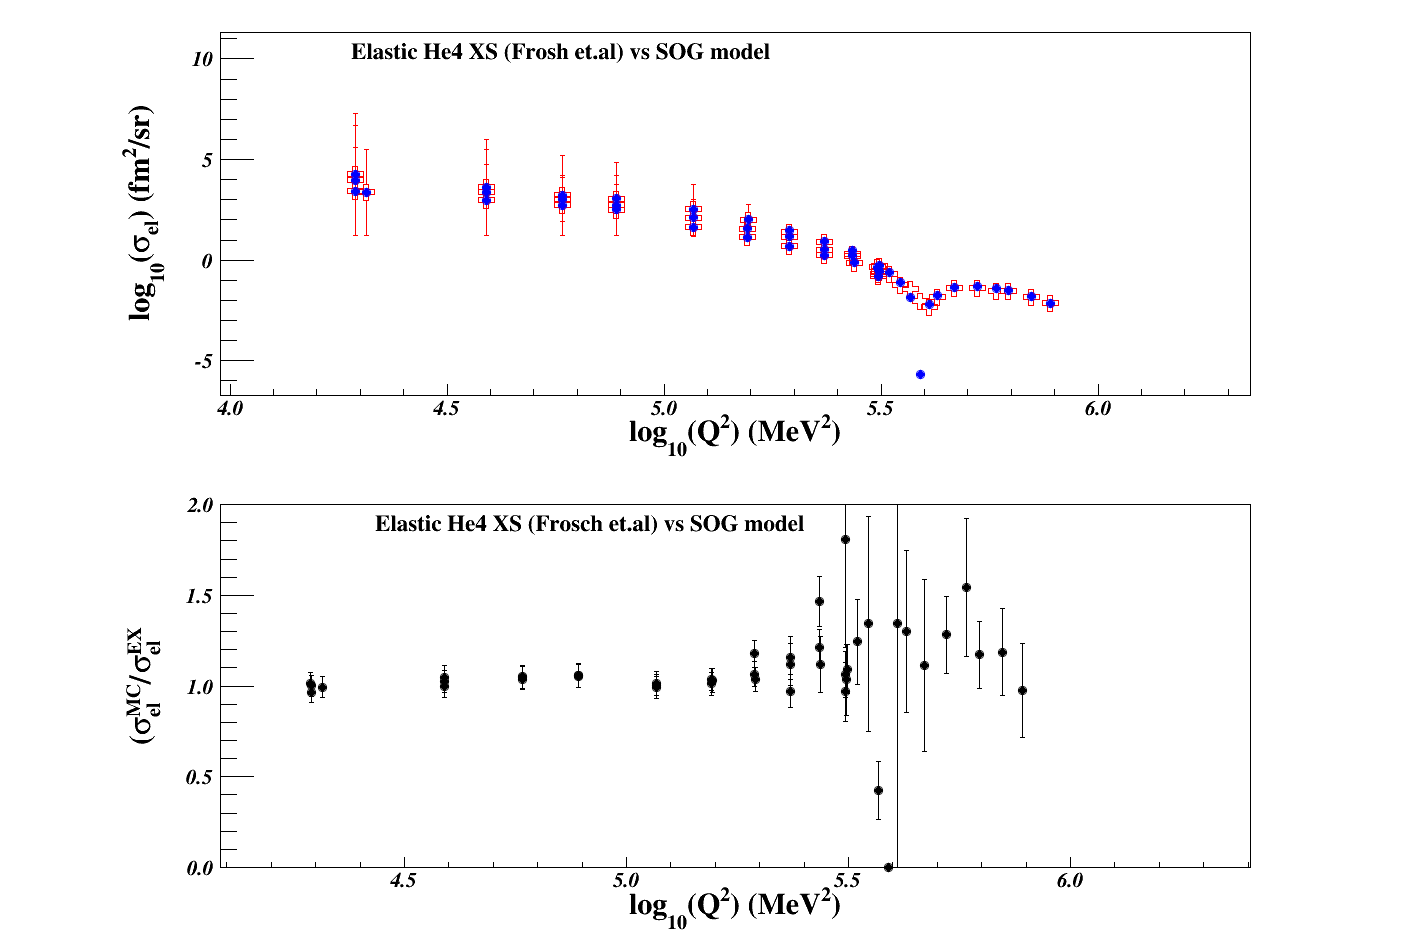 Elastic He4 XS (Frosh et.al) vs SOG model
log10(σel) (fm2/sr)
10
5
0
-5
4.0 4.5 5.0 5.5 6.0
log10(Q2) (MeV2)
Elastic He4 XS (Frosch et.al) vs SOG model
(σelMC/σelEX
2.0
1.5
1.0
0.5
0.0
4.5 5.0 5.5 6.0
log10(Q2) (MeV2)